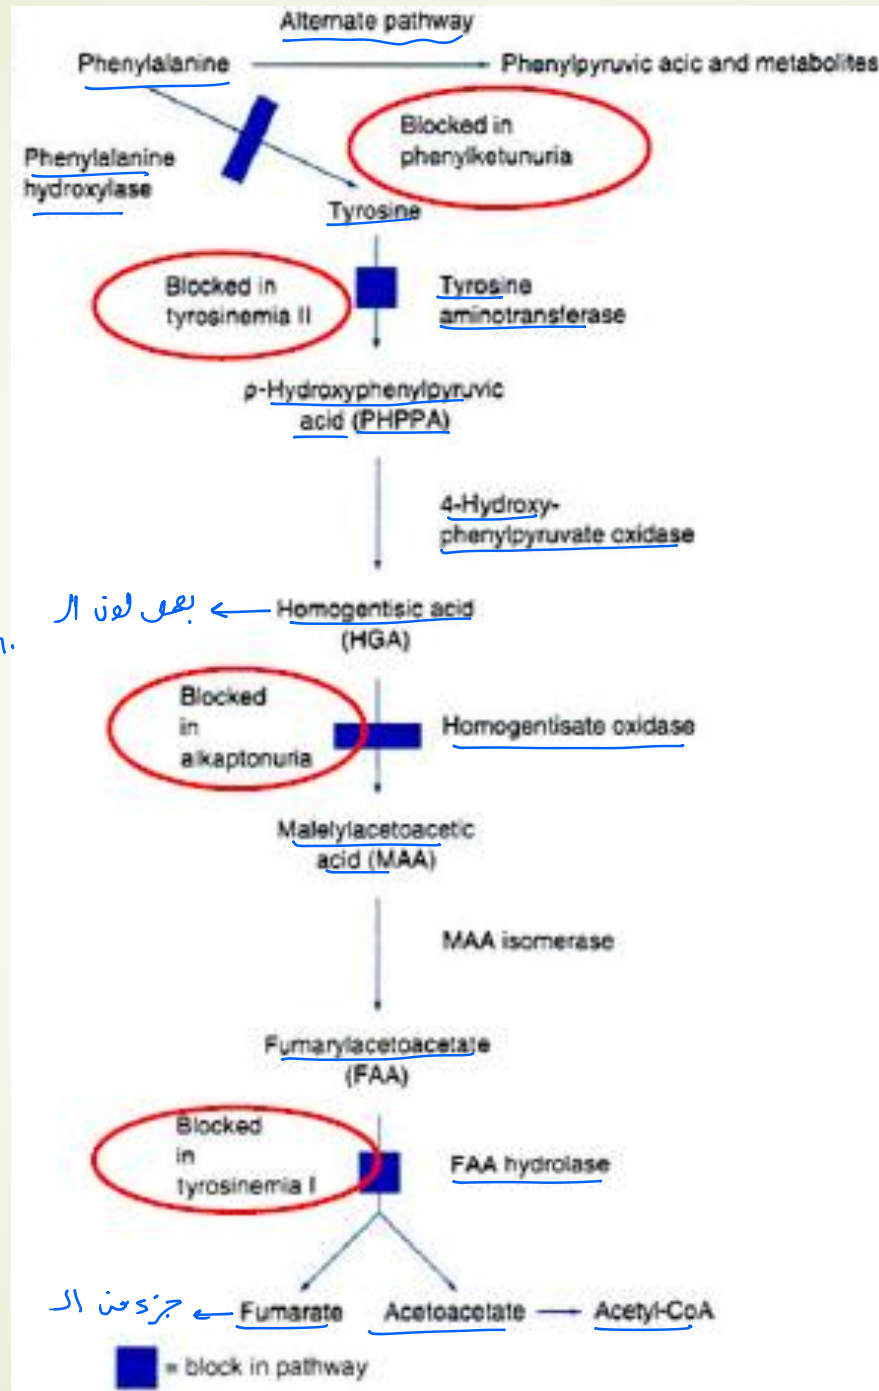 Alternate pathway
Phenylalanine
Phenylpyruvic acic and metabolites
Blocked in
phenylketunuria
Phenylalanine
hydroxylase
Tyrosine
Blocked in
tyrosinemia II
Tyrosine
aminotransferase
p-Hydroxyphenylpyruvic
acid (PHPPA)
4-Hydroxy-
phenylpyruvate oxidase
لون ال
Homogentisic acid
(HGA)
Blocked
in
alkaptonuria
Homogentisate oxidase
Malelylacetoacetic
acid (MAA)
MAA isomerase
Fumarylacetoacetate
(FAA)
Blocked
in
tyrosinemia I
FAA hydrolase
جزء من ال
Fumarate
Acetoacetate
Acetyl-CoA
= block in pathway